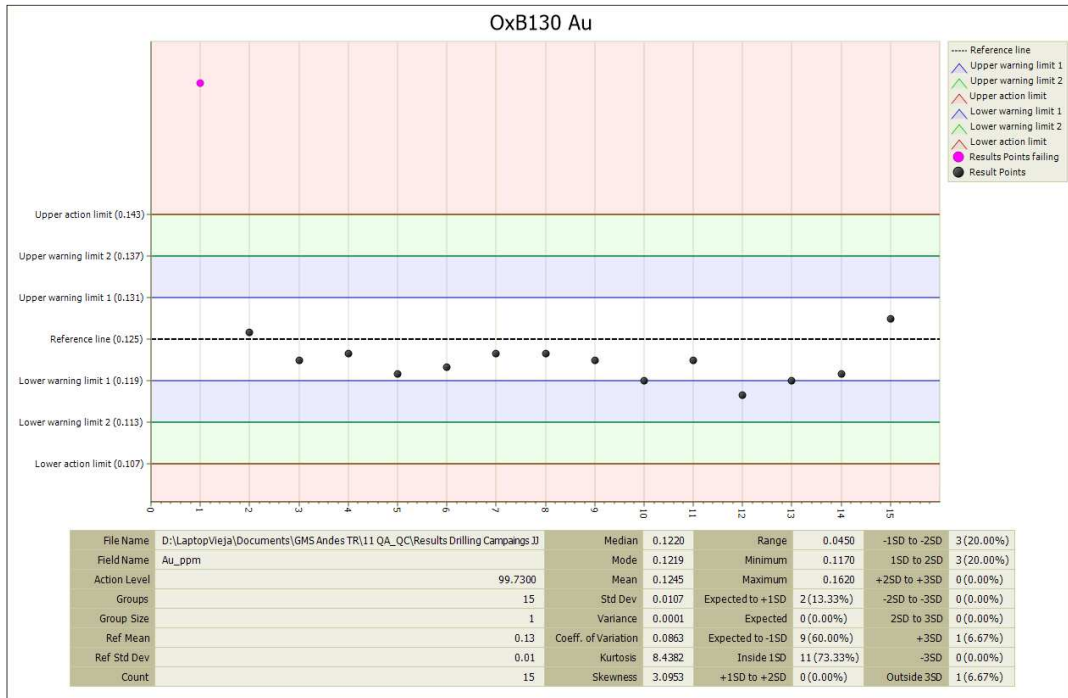 OxB130 Au
Reference line
Upper warning limit 1
Upper warning limit 2
Upper action limit
Lower warning limit 1
Lower warning limit 2
Lower action limit
Results Points failing
Result Points
Upper action limit (0.143)
Upper warning limit 2 (0.137)
Upper warning limit 1 (0.131)
Reference line (0.125)
Lower warning limit 1 (0.119)
Lower warning limit 2 (0.113)
Lower action limit (0.107)
0 1 2 3 4 5 6 7 8 9 10 11 12 13 14 15
File Name D:\LaptopVieja\Documents\GMS Andes TR\11 QA_QC\Results Drilling Campaings JJ Median 0.1220 Range 0.0450 -1SD to -2SD 3 (20.00%)
Field Name Au_ppm Mode 0.1219 Minimum 0.1170 1SD to 2SD 3 (20.00%)
Action Level 99.7300 Mean 0.1245 Maximum 0.1620 +2SD to +3SD 0 (0.00%)
Groups 15 Std Dev 0.0107 Expected to +1SD 2 (13.33%) -2SD to -3SD 0 (0.00%)
Group Size 1 Variance 0.0001 Expected 0 (0.00%) 2SD to 3SD 0 (0.00%)
Ref Mean 0.13 Coeff. of Variation 0.0863 Expected to -1SD 9 (60.00%) +3SD 1 (6.67%)
Ref Std Dev 0.01 Kurtosis 8.4382 Inside 1SD 11 (73.33%) -3SD 0 (0.00%)
Count 15 Skewness 3.0953 +1SD to +2SD 0 (0.00%) Outside 3SD 1 (6.67%)